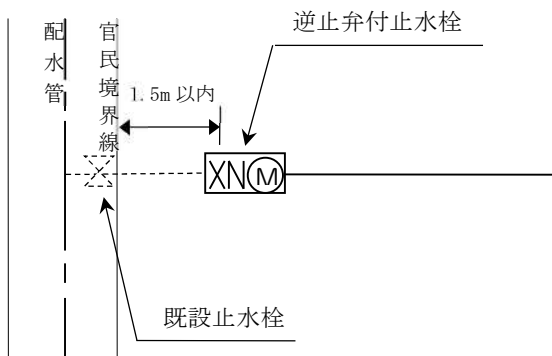 配水管
官民境界線
逆止弁付止水栓
1.5m 以内
XNM
既設止水栓